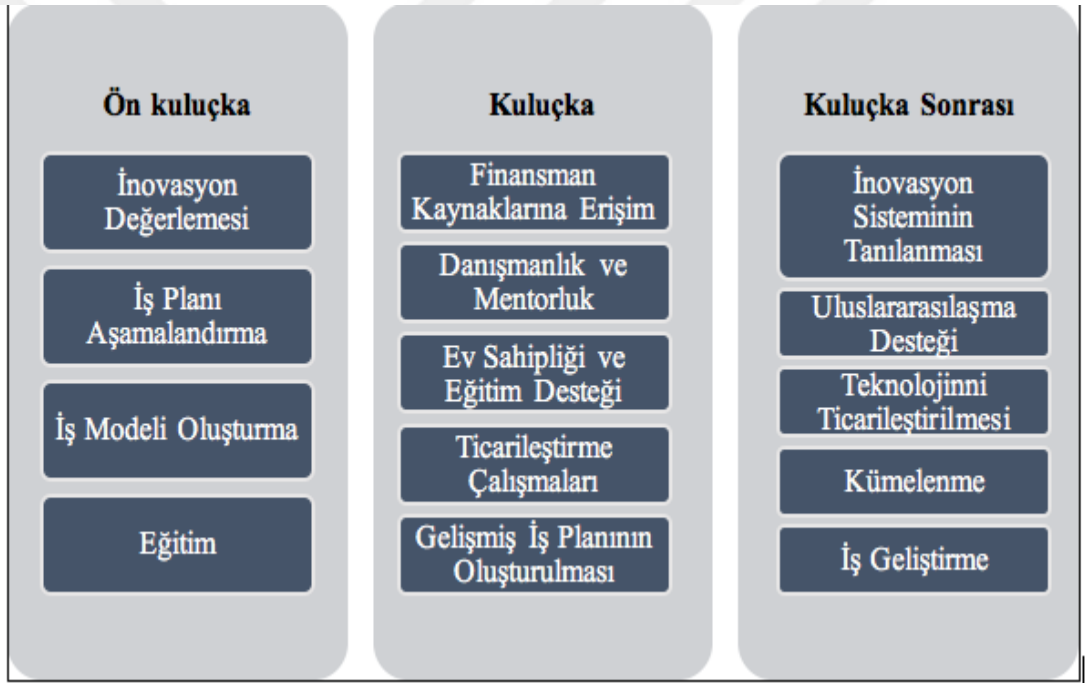 Ön kuluçka
İnovasyon
Değerlemesi
İş Planı
Aşamalandırma
İş Modeli Oluşturma
Eğitim
Kuluçka
Finansman
Kaynaklarına Erişim
Danışmanlık ve
Mentorluk
Ev Sahipliği ve
Eğitim Desteği
Ticarileştirme
Çalışmaları
Gelişmiş İş Planının
Oluşturulması
Kuluçka Sonrası
İnovasyon
Sisteminin
Tanılanması
Uluslararasılaşma
Desteği
Teknolojinni
Ticarileştirilmesi
Kümelenme
İş Geliştirme